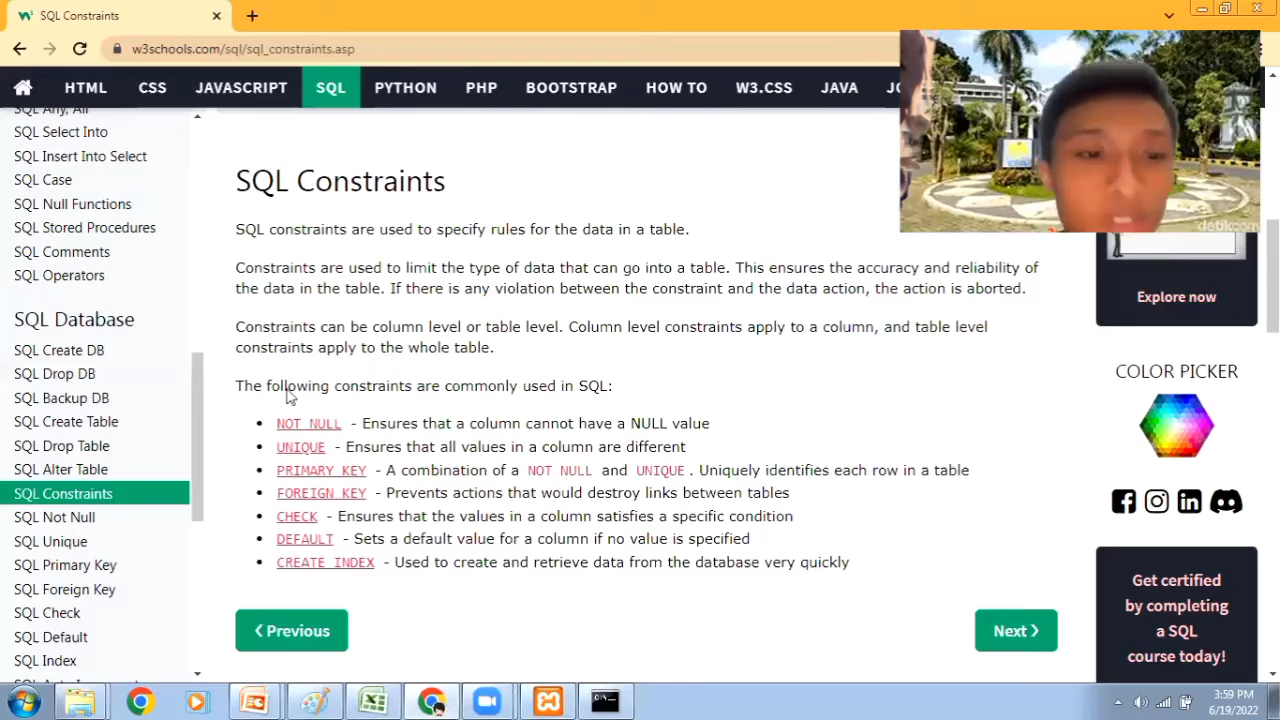 SQL Constraints
w3schools.com/sql/sql_constraints.asp
HTML CSS JAVASCRIPT SQL PYTHON PHP BOOTSTRAP HOW TO W3.CSS JAVA
SQL Any, All
SQL Select Into
SQL Insert Into Select
SQL Case
SQL Null Functions
SQL Stored Procedures
SQL Comments
SQL Operators
SQL Database
SQL Create DB
SQL Drop DB
SQL Backup DB
SQL Create Table
SQL Drop Table
SQL Alter Table
SQL Constraints
SQL Not Null
SQL Unique
SQL Primary Key
SQL Foreign Key
SQL Check
SQL Default
SQL Index
SQL Constraints
SQL constraints are used to specify rules for the data in a table.
Constraints are used to limit the type of data that can go into a table. This ensures the accuracy and reliability of
the data in the table. If there is any violation between the constraint and the data action, the action is aborted.
Constraints can be column level or table level. Column level constraints apply to a column, and table level
constraints apply to the whole table.
The following constraints are commonly used in SQL:
• NOT NULL - Ensures that a column cannot have a NULL value
• UNIQUE - Ensures that all values in a column are different
• PRIMARY KEY - A combination of a NOT NULL and UNIQUE. Uniquely identifies each row in a table
• FOREIGN KEY - Prevents actions that would destroy links between tables
• CHECK - Ensures that the values in a column satisfies a specific condition
• DEFAULT - Sets a default value for a column if no value is specified
• CREATE INDEX - Used to create and retrieve data from the database very quickly
❮ Previous
Next ❯
detikcom
Explore now
COLOR PICKER
Get certified
by completing
a SQL
course today!
3:59 PM
6/19/2022